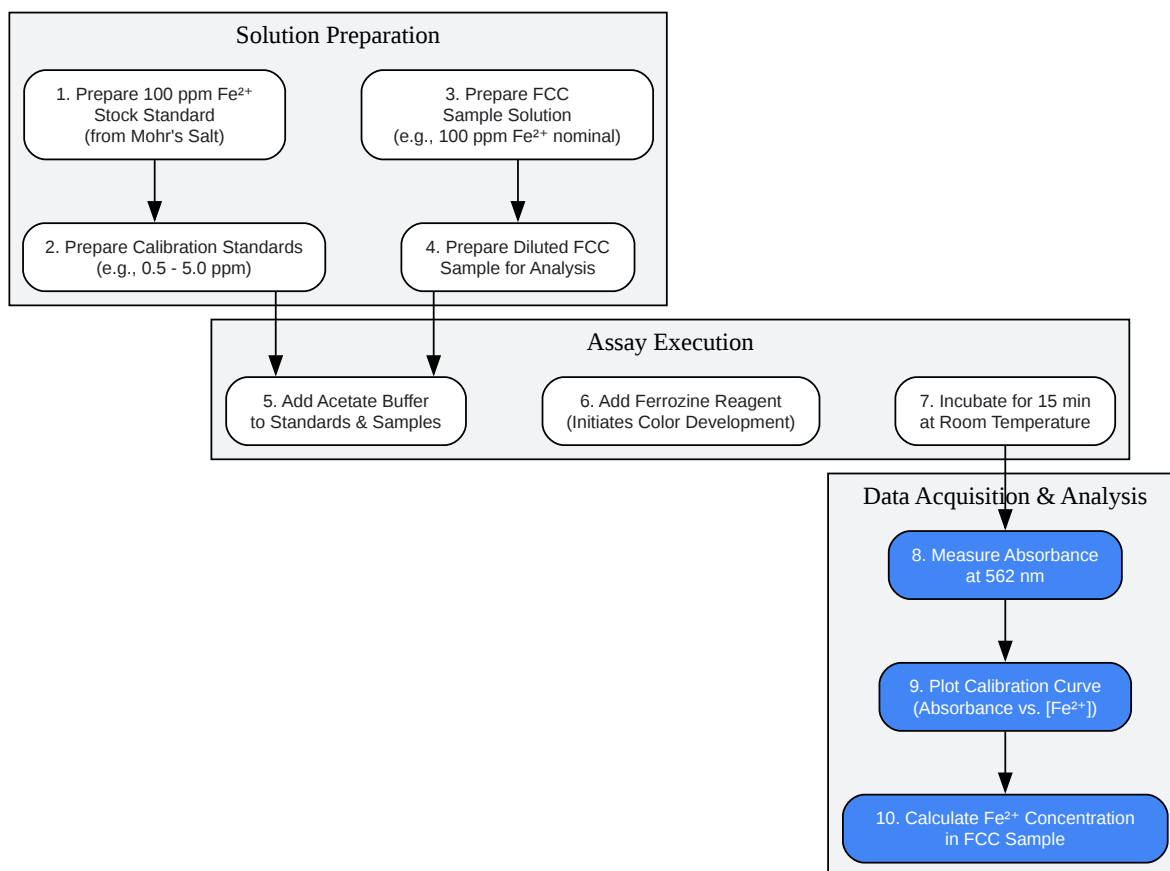 Solution Preparation
1. Prepare 100 ppm Fe²⁺
Stock Standard
(from Mohr's Salt)
3. Prepare FCC
Sample Solution
(e.g., 100 ppm Fe²⁺ nominal)
2. Prepare Calibration Standards
(e.g., 0.5 - 5.0 ppm)
4. Prepare Diluted FCC
Sample for Analysis
Assay Execution
5. Add Acetate Buffer
to Standards & Samples
6. Add Ferrozine Reagent
(Initiates Color Development)
7. Incubate for 15 min
at Room Temperature
Data Acquisition & Analysis
8. Measure Absorbance
at 562 nm
9. Plot Calibration Curve
(Absorbance vs. [Fe²⁺])
10. Calculate Fe²⁺ Concentration
in FCC Sample